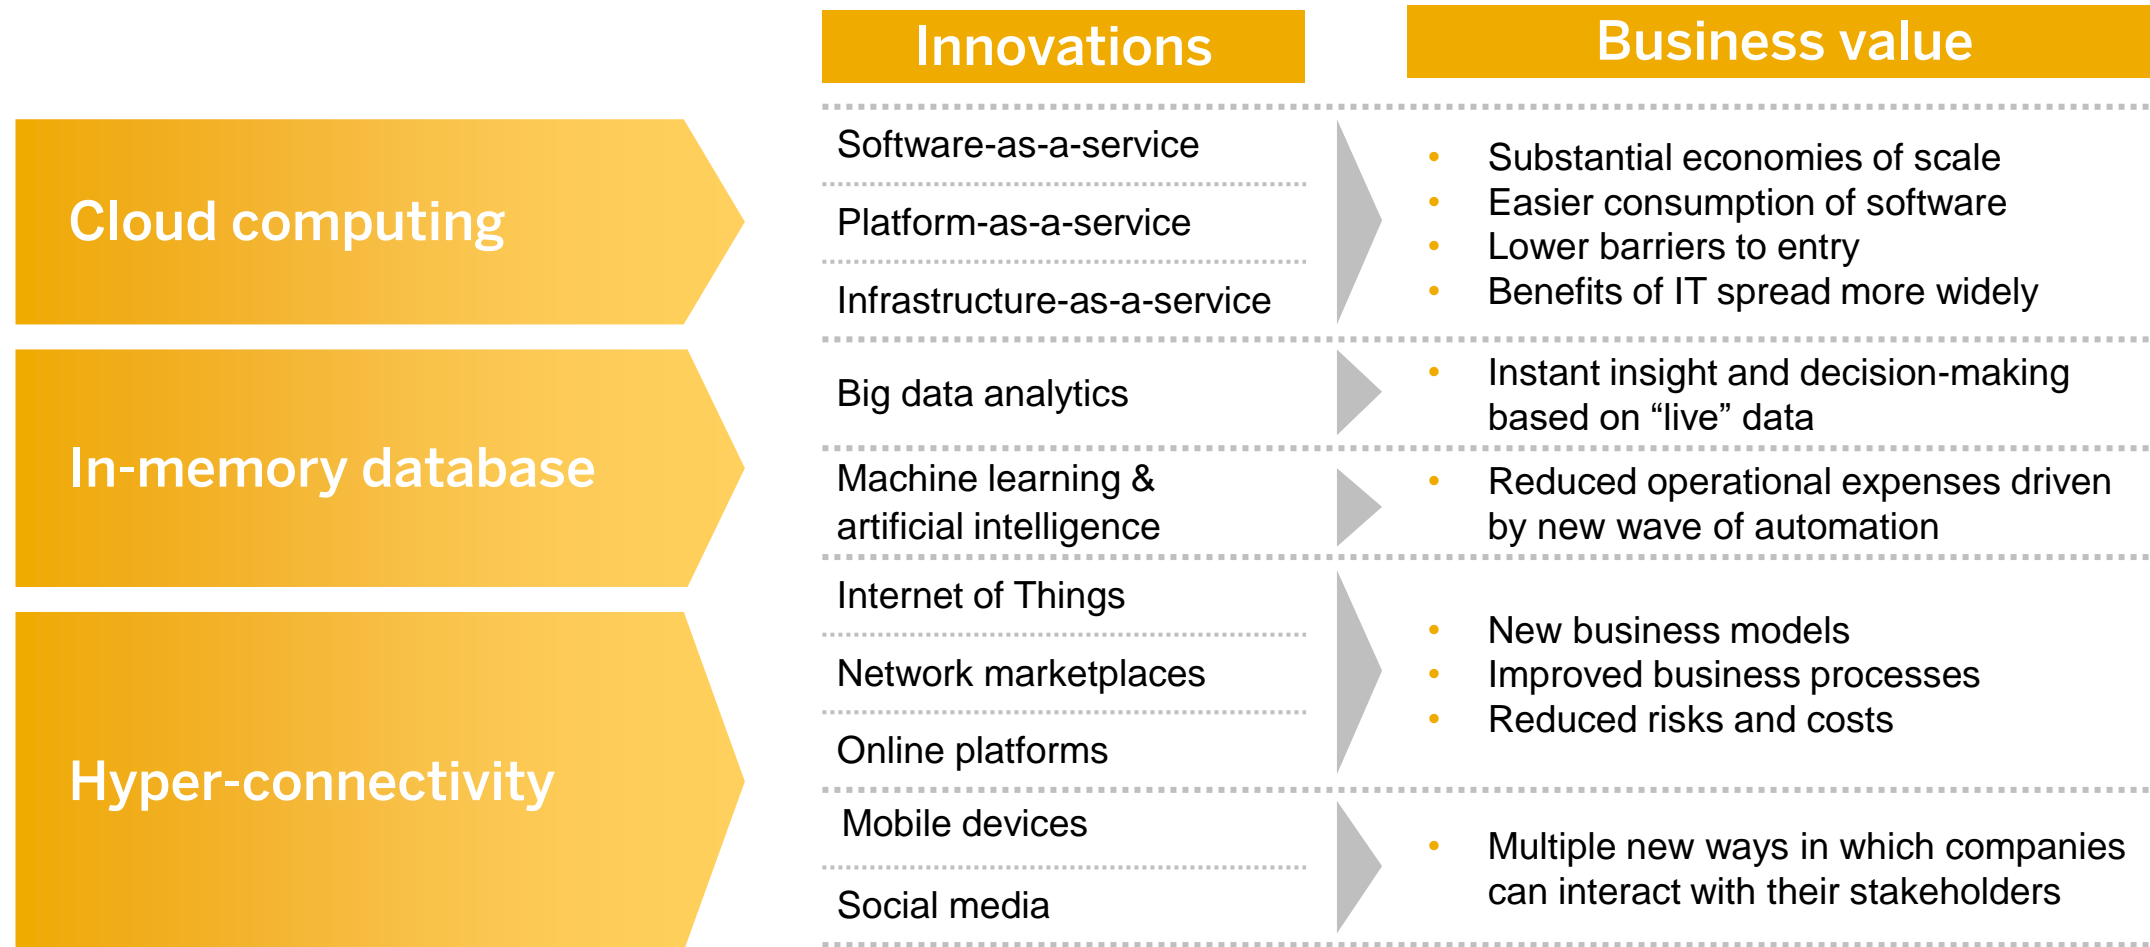 Innovations
Business value
Cloud computing
Software-as-a-service
Platform-as-a-service
Infrastructure-as-a-service
• Substantial economies of scale
• Easier consumption of software
• Lower barriers to entry
• Benefits of IT spread more widely
In-memory database
Big data analytics
• Instant insight and decision-making
based on “live” data
Machine learning &
artificial intelligence
• Reduced operational expenses driven
by new wave of automation
Hyper-connectivity
Internet of Things
Network marketplaces
Online platforms
• New business models
• Improved business processes
• Reduced risks and costs
Mobile devices
Social media
• Multiple new ways in which companies
can interact with their stakeholders